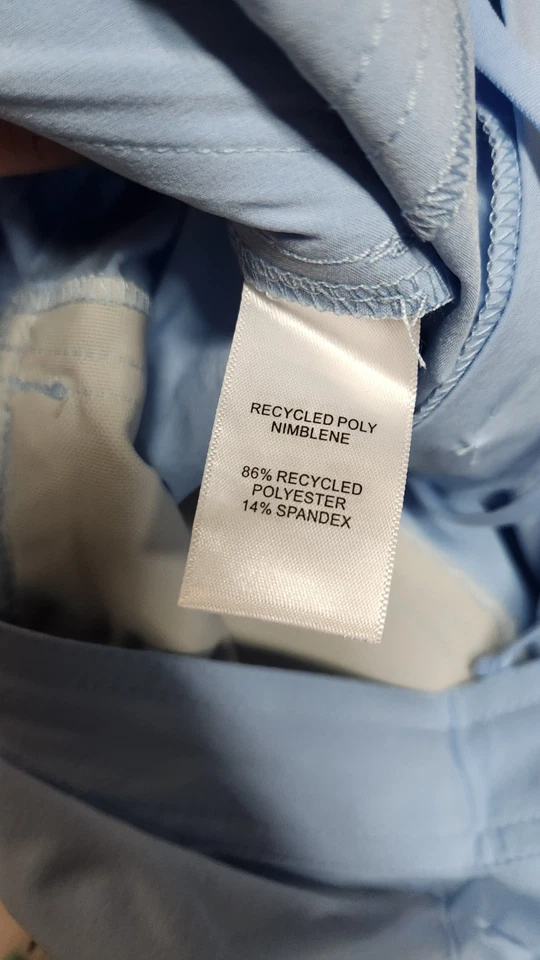 RECYCLED POLY
NIMBLENE
86% RECYCLED
POLYESTER
14% SPANDEX